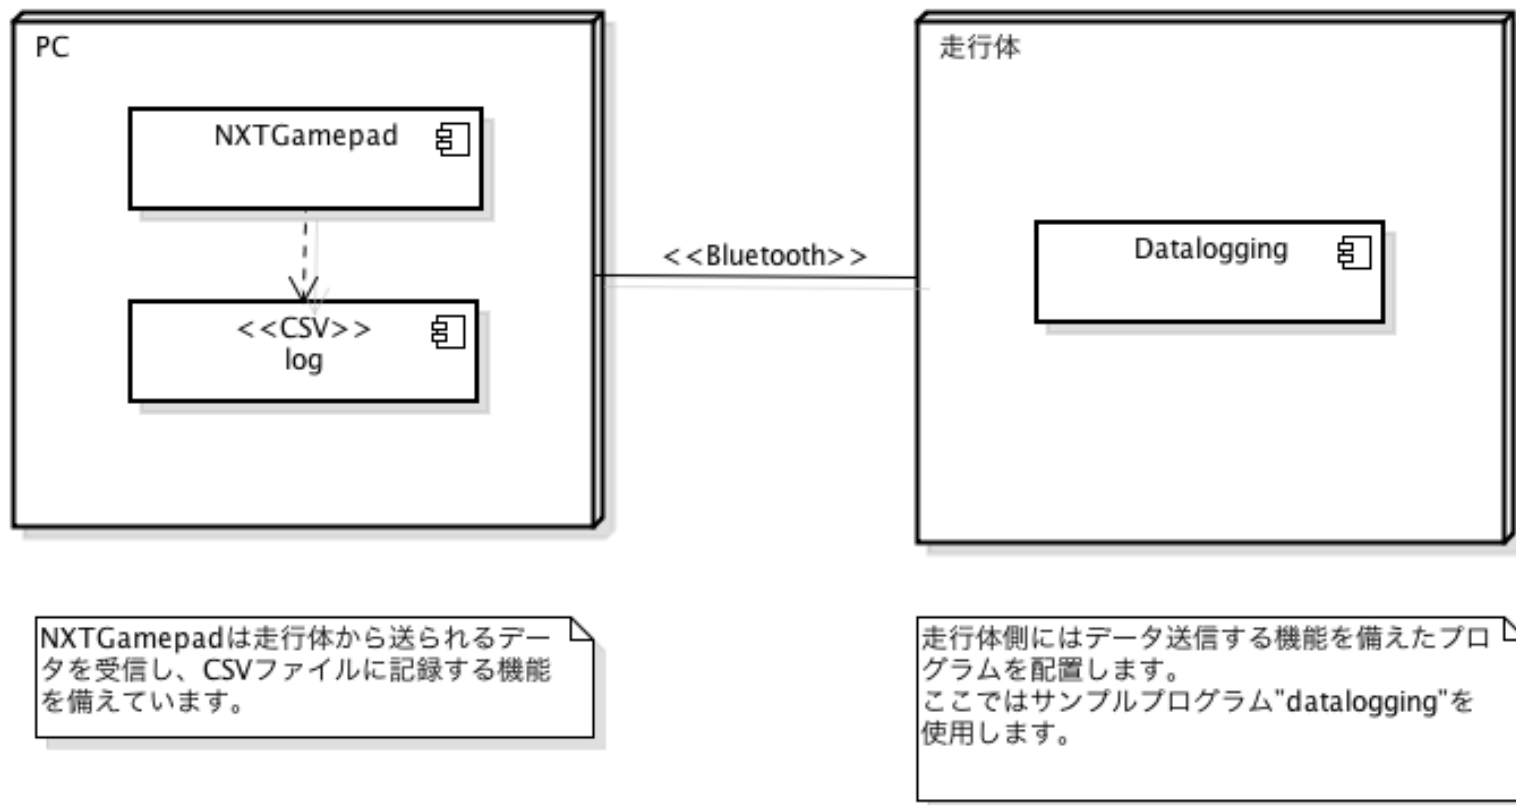 PC
NXTGamepad
<<CSV>>
log
<<Bluetooth>>
走行体
Datalogging
NXTGamepadは走行体から送られるデー
タを受信し、CSVファイルに記録する機能
を備えています。
走行体側にはデータ送信する機能を備えたプロ
グラムを配置します。
ここではサンプルプログラム"datalogging"を
使用します。